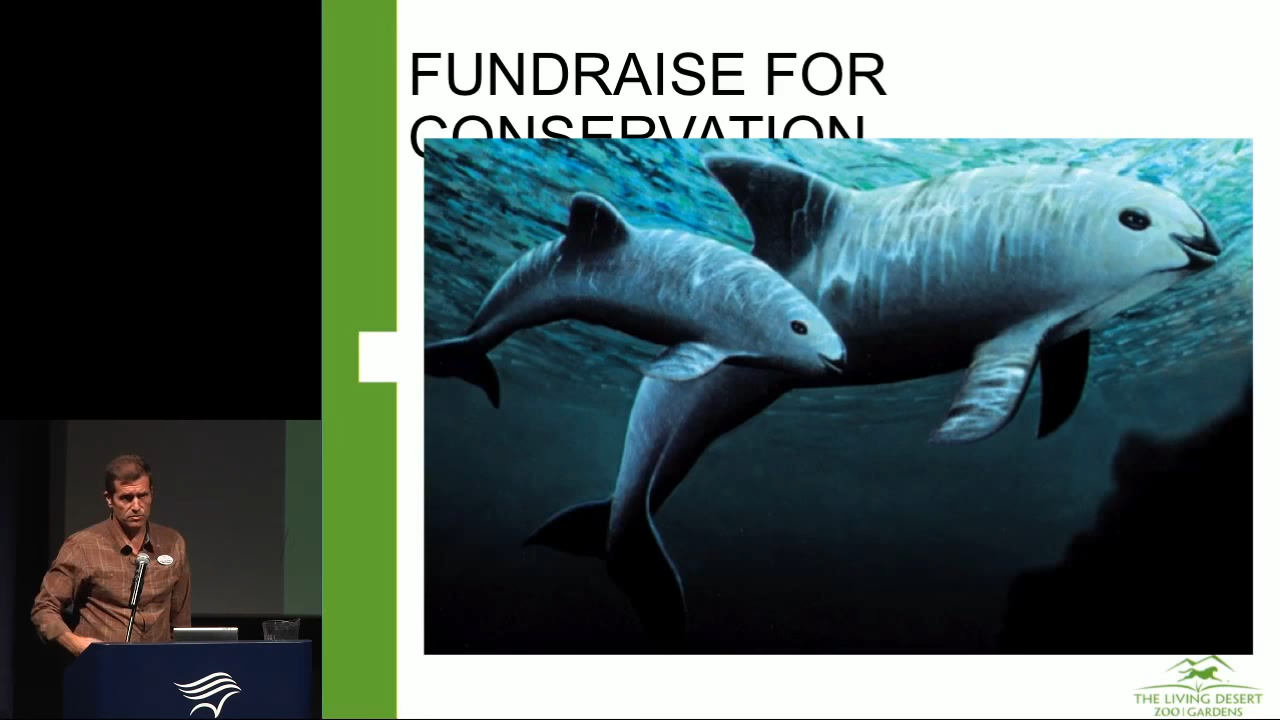 FUNDRAISE FOR
CONSERVATION
THE LIVING DESERT
ZOO | GARDENS